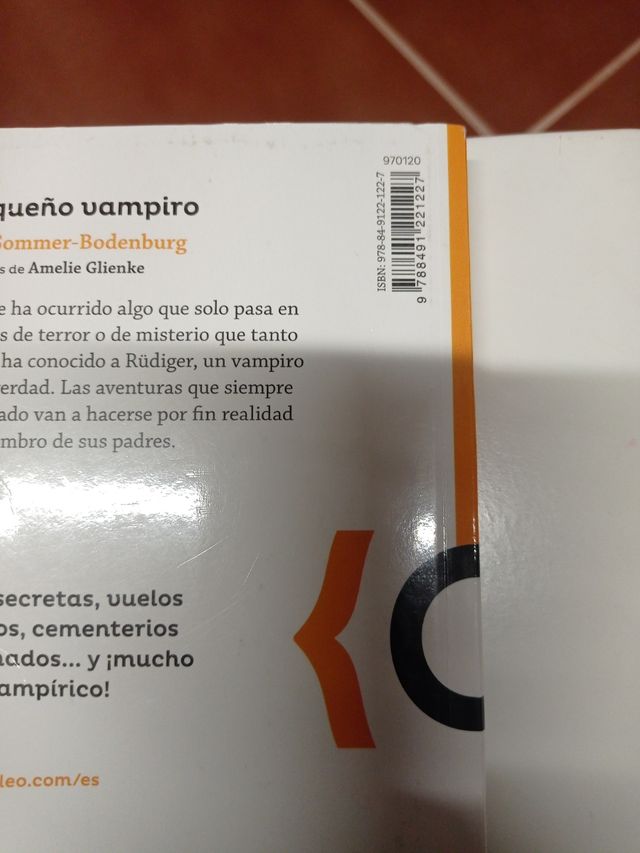 970120
ISBN: 978-84-9122-122-7
9 788491 221227
queño vampiro
Sommer-Bodenburg
s de Amelie Glienke
e ha ocurrido algo que solo pasa en
s de terror o de misterio que tanto
ha conocido a Rüdiger, un vampiro
verdad. Las aventuras que siempre
ado van a hacerse por fin realidad
mbro de sus padres.
secretas, vuelos
os, cementerios
nados... y ¡mucho
ampírico!
leo.com/es